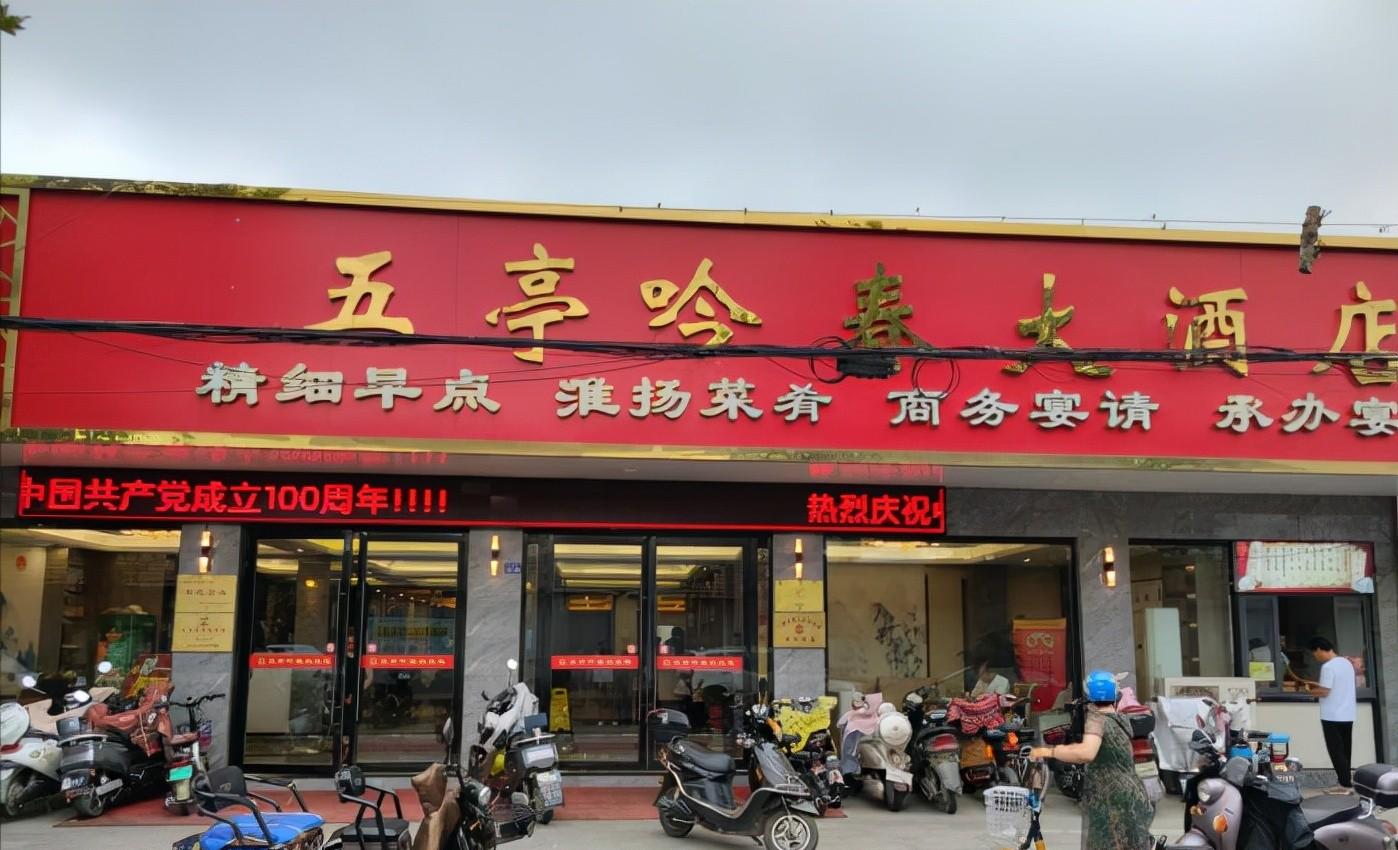 五亭吟春大酒店
精细早点 淮扬菜肴 商务宴请 承办宴
中国共产党成立100周年!!!! 热烈庆祝中